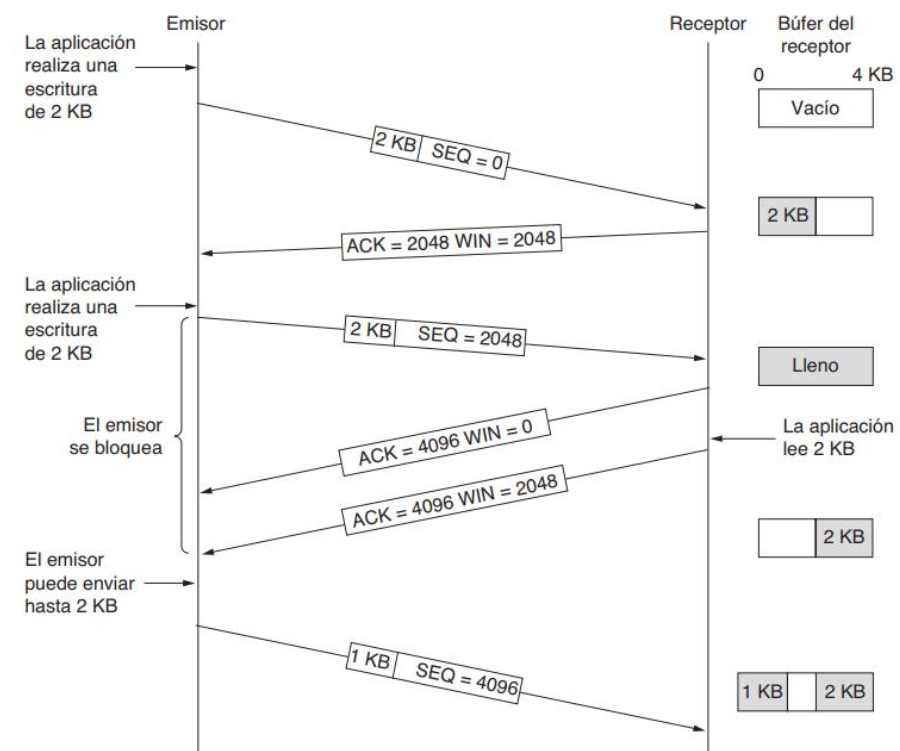 Emisor
Receptor
Búfer del
receptor
0
4 KB
Vacío
La aplicación
realiza una
escritura
de 2 KB
2 KB
SEQ = 0
2 KB
ACK = 2048 WIN = 2048
La aplicación
realiza una
escritura
de 2 KB
2 KB
SEQ = 2048
Lleno
El emisor
se bloquea
ACK = 4096 WIN = 0
La aplicación
lee 2 KB
ACK = 4096 WIN = 2048
2 KB
El emisor
puede enviar
hasta 2 KB
1 KB
SEQ = 4096
1 KB
2 KB